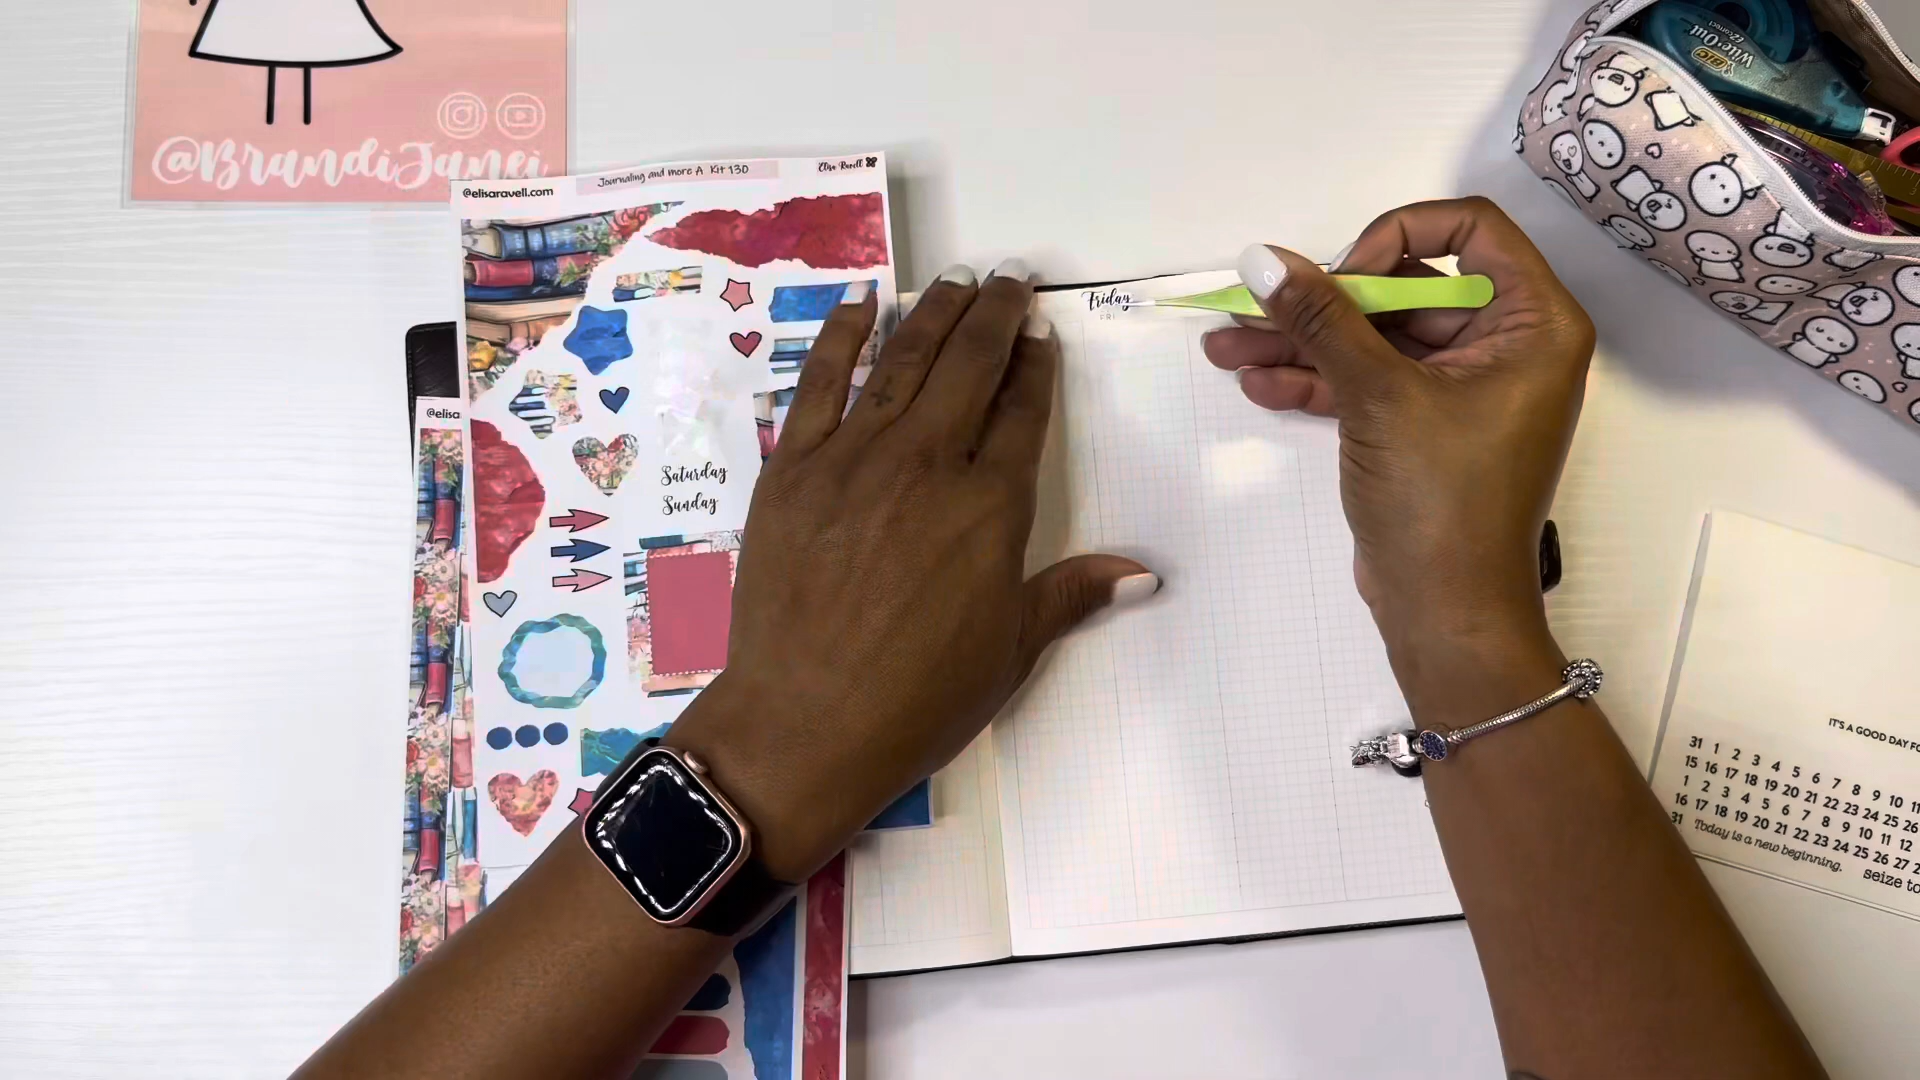 @BrandiJanei
@elisaravell.com
Journaling and more A Kit 130
Elisa Ravell
Friday
FRI
@elisa
Saturday
Sunday
BIC
Wite-Out
EZ correct
IT'S A GOOD DAY FO
31 1 2 3 4 5 6 7 8 9 10 11
15 16 17 18 19 20 21 22 23 24 25 26
1 2 3 4 5 6 7 8 9 10 11 12
16 17 18 19 20 21 22 23 24 25 26 27 2
31 Today is a new beginning. seize to